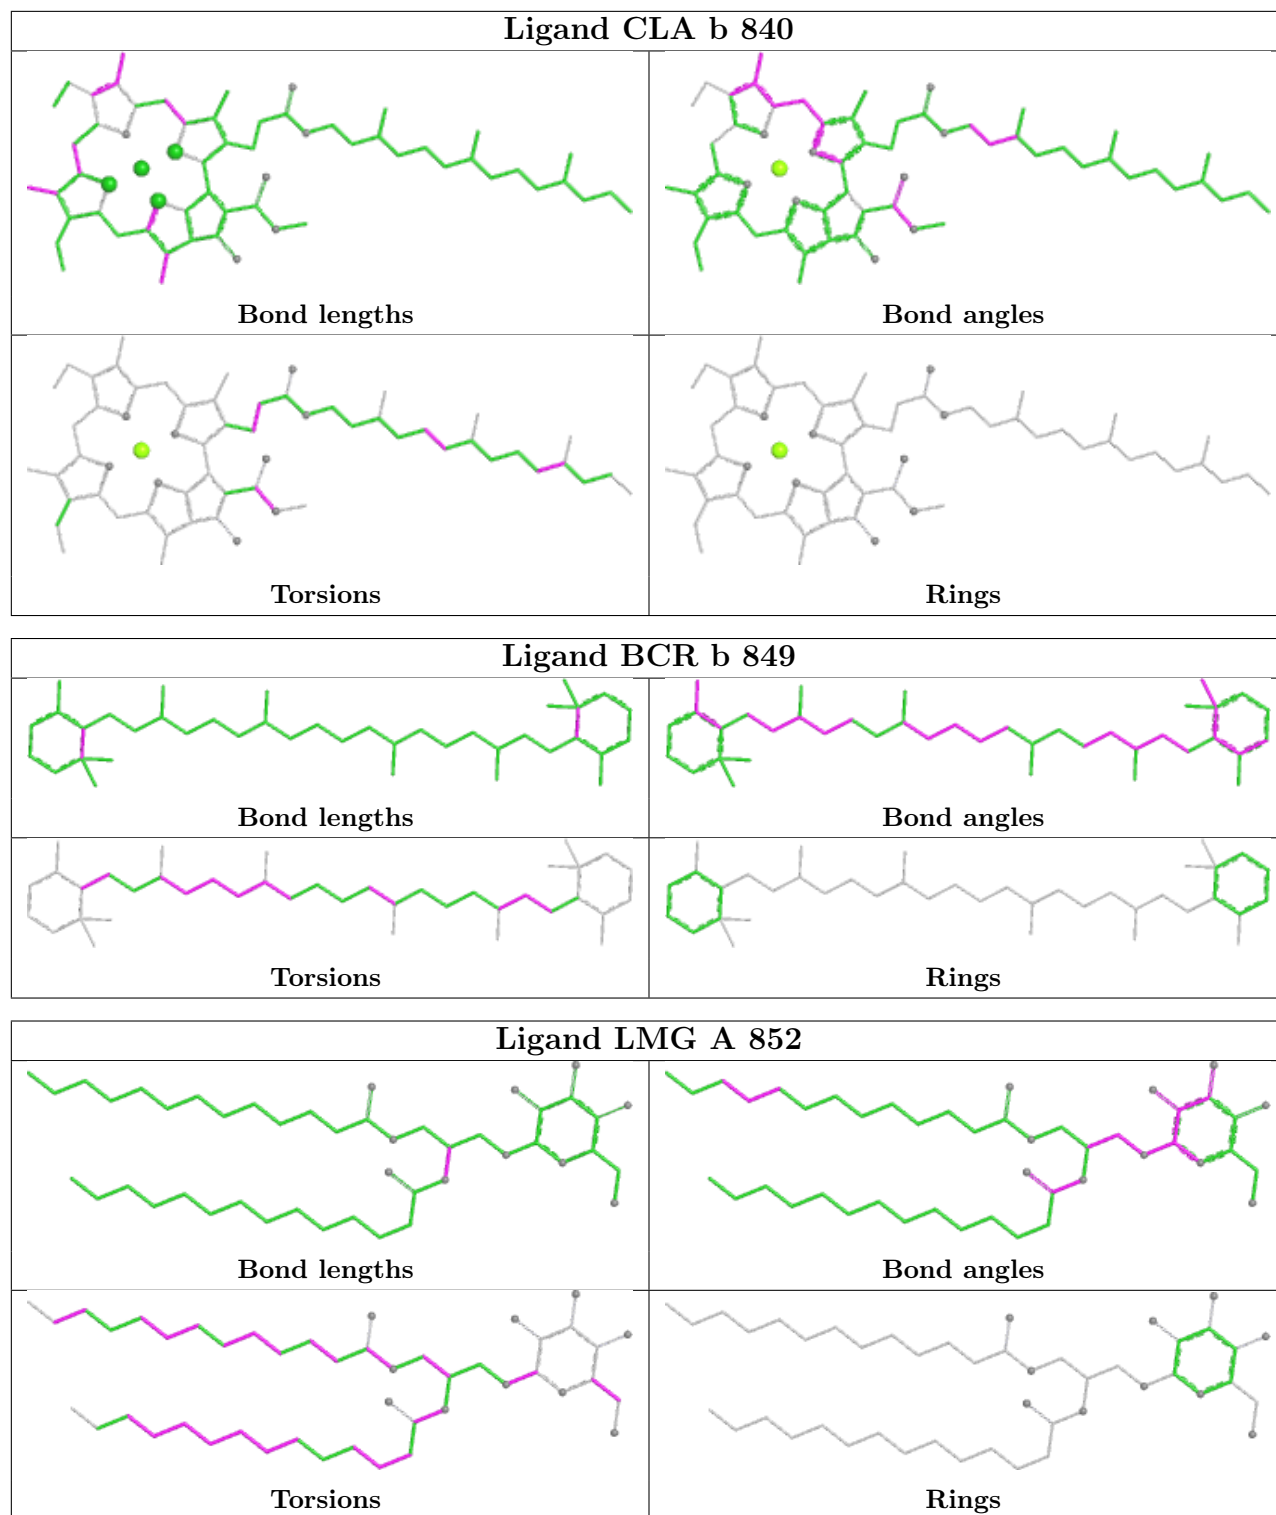 Ligand CLA b 840
Bond lengths
Bond angles
Torsions
Rings
Ligand BCR b 849
Bond lengths
Bond angles
Torsions
Rings
Ligand LMG A 852
Bond lengths
Bond angles
Torsions
Rings